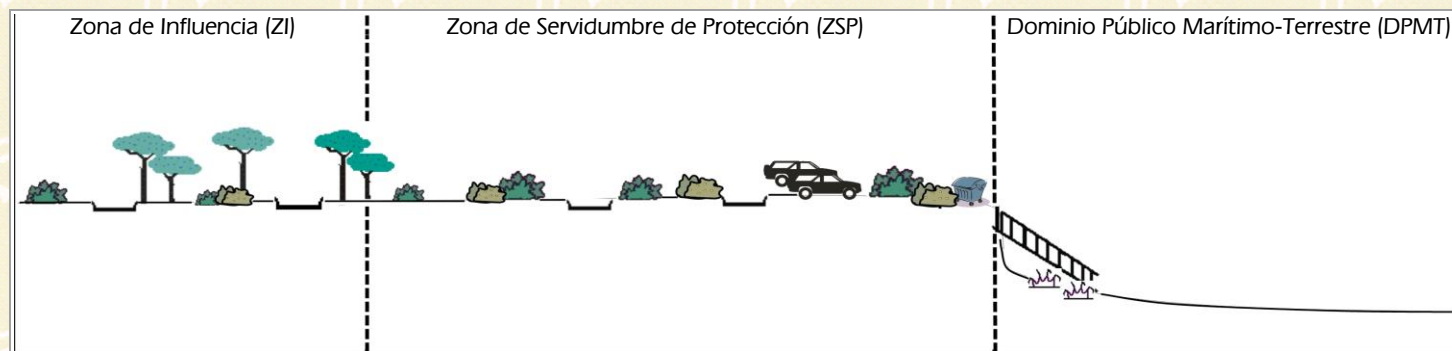 Zona de Influencia (ZI)
Zona de Servidumbre de Protección (ZSP)
Dominio Público Marítimo-Terrestre (DPMT)